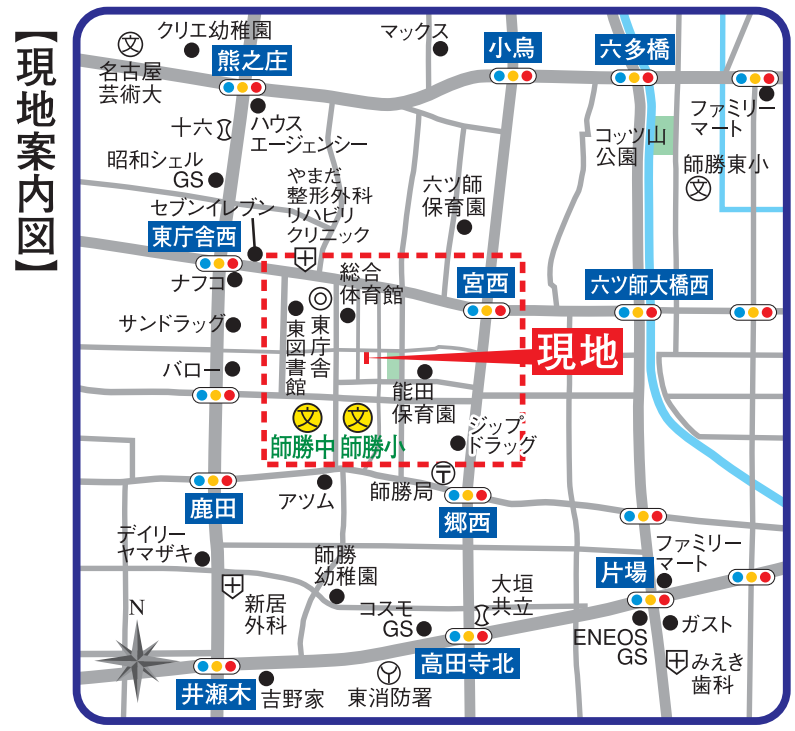 【現地案内図】
クリエ幼稚園
マックス
文
名古屋
芸術大
熊之庄
小烏
六多橋
ファミリー
マート
十六
ハウス
エージェンシー
コッツ山
公園
師勝東小
文
昭和シェル
GS
やまだ
整形外科
リハビリ
クリニック
六ツ師
保育園
セブンイレブン
東庁舎西
ナフコ
総合
体育館
宮西
六ツ師大橋西
サンドラッグ
東図書館
東庁舎
現地
バロー
能田
保育園
文
文
師勝中
師勝小
ジップ
ドラッグ
鹿田
アツム
師勝局
〒
郷西
デイリー
ヤマザキ
師勝
幼稚園
片場
ファミリー
マート
新居
外科
コスモ
GS
大垣
共立
ENEOS
GS
ガスト
N
高田寺北
みえき
歯科
井瀬木
吉野家
東消防署